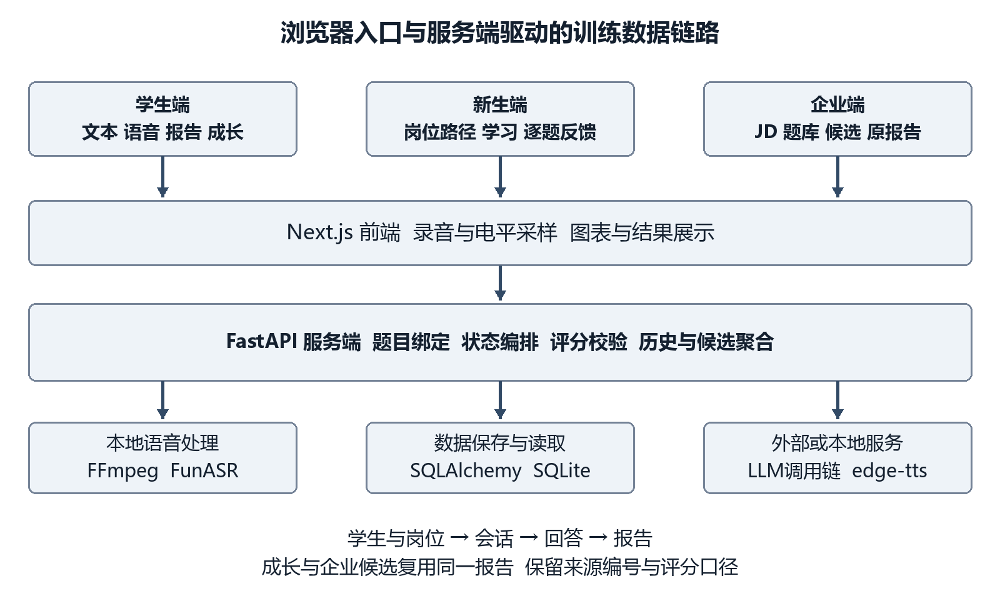 浏览器入口与服务端驱动的训练数据链路
学生端
文本 语音 报告 成长
新生端
岗位路径 学习 逐题反馈
企业端
JD 题库 候选 原报告
Next.js 前端 录音与电平采样 图表与结果展示
FastAPI 服务端 题目绑定 状态编排 评分校验 历史与候选聚合
本地语音处理
FFmpeg FunASR
数据保存与读取
SQLAlchemy SQLite
外部或本地服务
LLM调用链 edge-tts
学生与岗位 → 会话 → 回答 → 报告
成长与企业候选复用同一报告 保留来源编号与评分口径